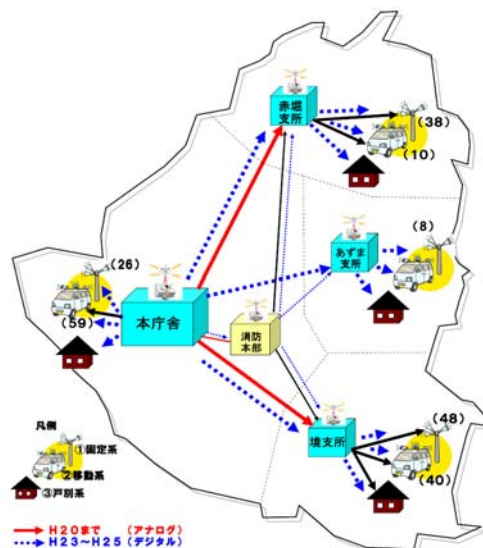 赤堀
支所
(38)
(10)
(8)
あずま
支所
(26)
(59)
本庁舎
消防
本部
境支所
(48)
(40)
凡例
①固定系
2移動系
③戸別系
H20まで (アナログ)
H23～H25(デジタル)